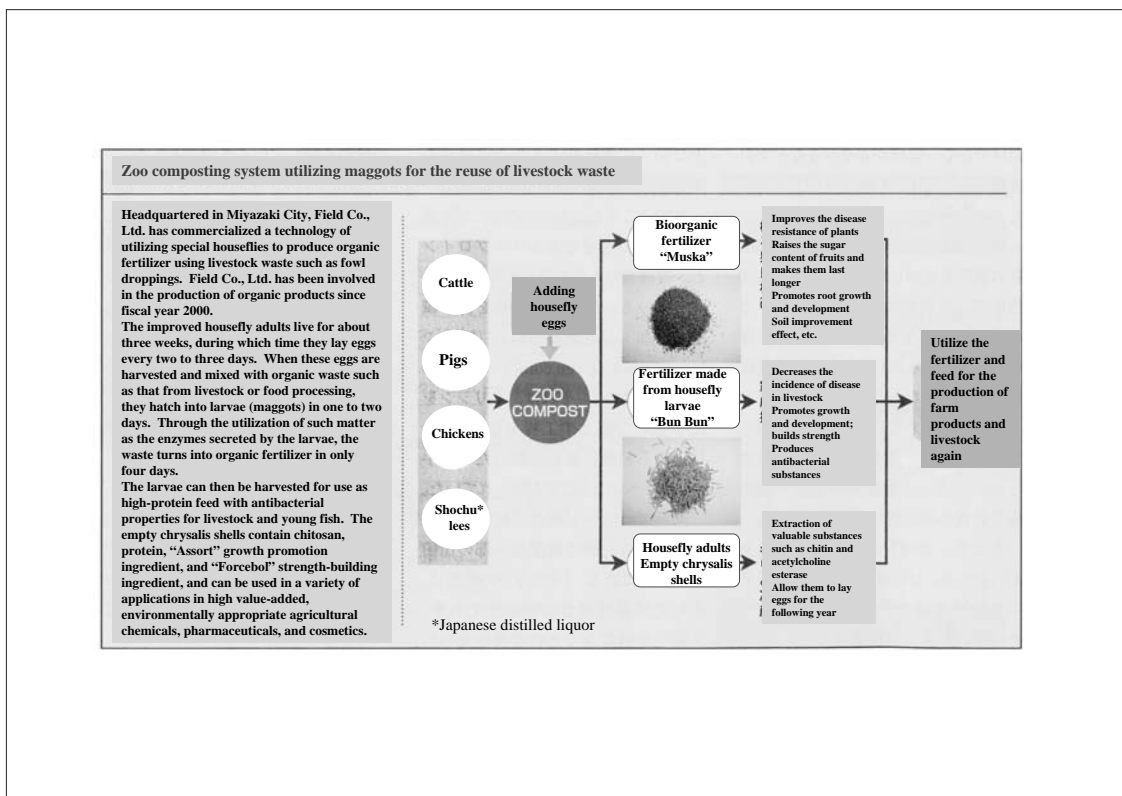 Zoo composting system utilizing maggots for the reuse of livestock waste
Headquartered in Miyazaki City, Field Co.,
Ltd. has commercialized a technology of
utilizing special houseflies to produce organic
fertilizer using livestock waste such as fowl
droppings.  Field Co., Ltd. has been involved
in the production of organic products since
fiscal year 2000.
The improved housefly adults live for about
three weeks, during which time they lay eggs
every two to three days.  When these eggs are
harvested and mixed with organic waste such
as that from livestock or food processing,
they hatch into larvae (maggots) in one to two
days.  Through the utilization of such matter
as the enzymes secreted by the larvae, the
waste turns into organic fertilizer in only
four days.
The larvae can then be harvested for use as
high-protein feed with antibacterial
properties for livestock and young fish.  The
empty chrysalis shells contain chitosan,
protein, “Assort” growth promotion
ingredient, and “Forcebol” strength-building
ingredient, and can be used in a variety of
applications in high value-added,
environmentally appropriate agricultural
chemicals, pharmaceuticals, and cosmetics.
Cattle
Pigs
Chickens
Shochu*
lees
*Japanese distilled liquor
Adding
housefly
eggs
ZOO
COMPOST
Bioorganic
fertilizer
“Muska”
Fertilizer made
from housefly
larvae
“Bun Bun”
Housefly adults
Empty chrysalis
shells
Improves the disease
resistance of plants
Raises the sugar
content of fruits and
makes them last
longer
Promotes root growth
and development
Soil improvement
effect, etc.
Decreases the
incidence of disease
in livestock
Promotes growth
and development;
builds strength
Produces
antibacterial
substances
Extraction of
valuable substances
such as chitin and
acetylcholine
esterase
Allow them to lay
eggs for the
following year
Utilize the
fertilizer and
feed for the
production of
farm
products and
livestock
again